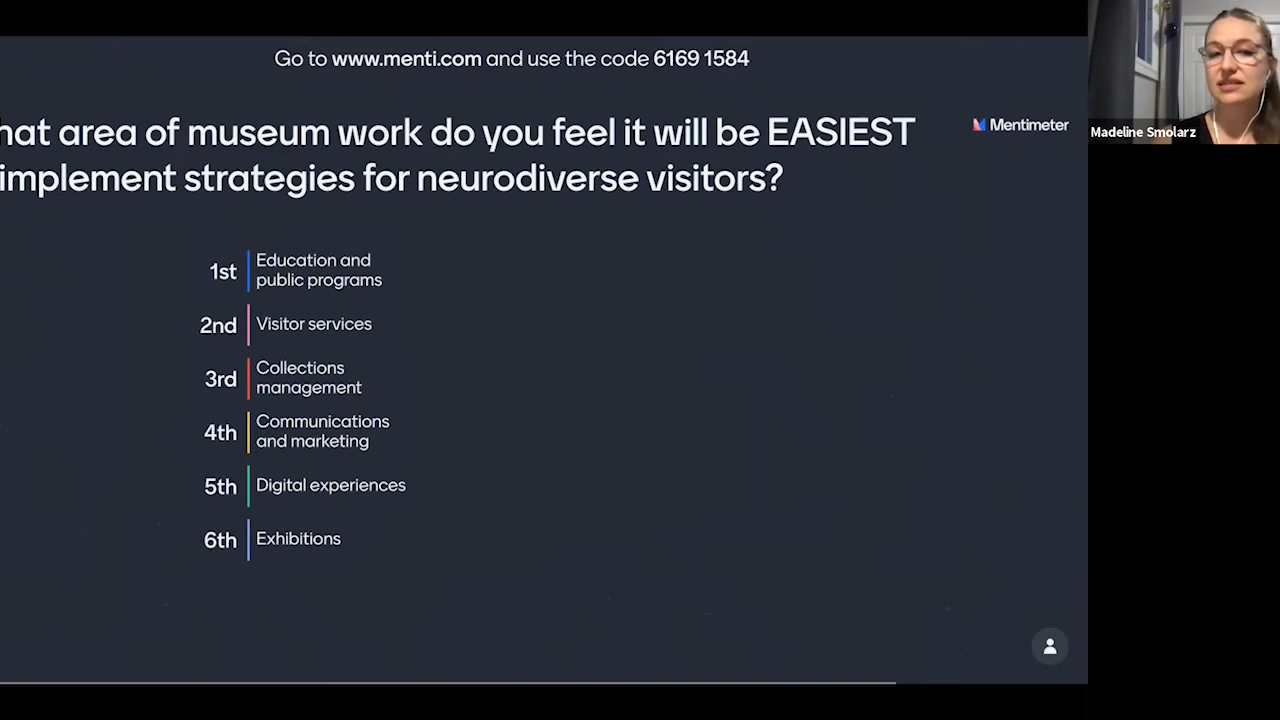 Go to www.menti.com and use the code 6169 1584
hat area of museum work do you feel it will be EASIEST
implement strategies for neurodiverse visitors?
Mentimeter
Madeline Smolarz
1st
Education and
public programs
2nd
Visitor services
3rd
Collections
management
4th
Communications
and marketing
5th
Digital experiences
6th
Exhibitions